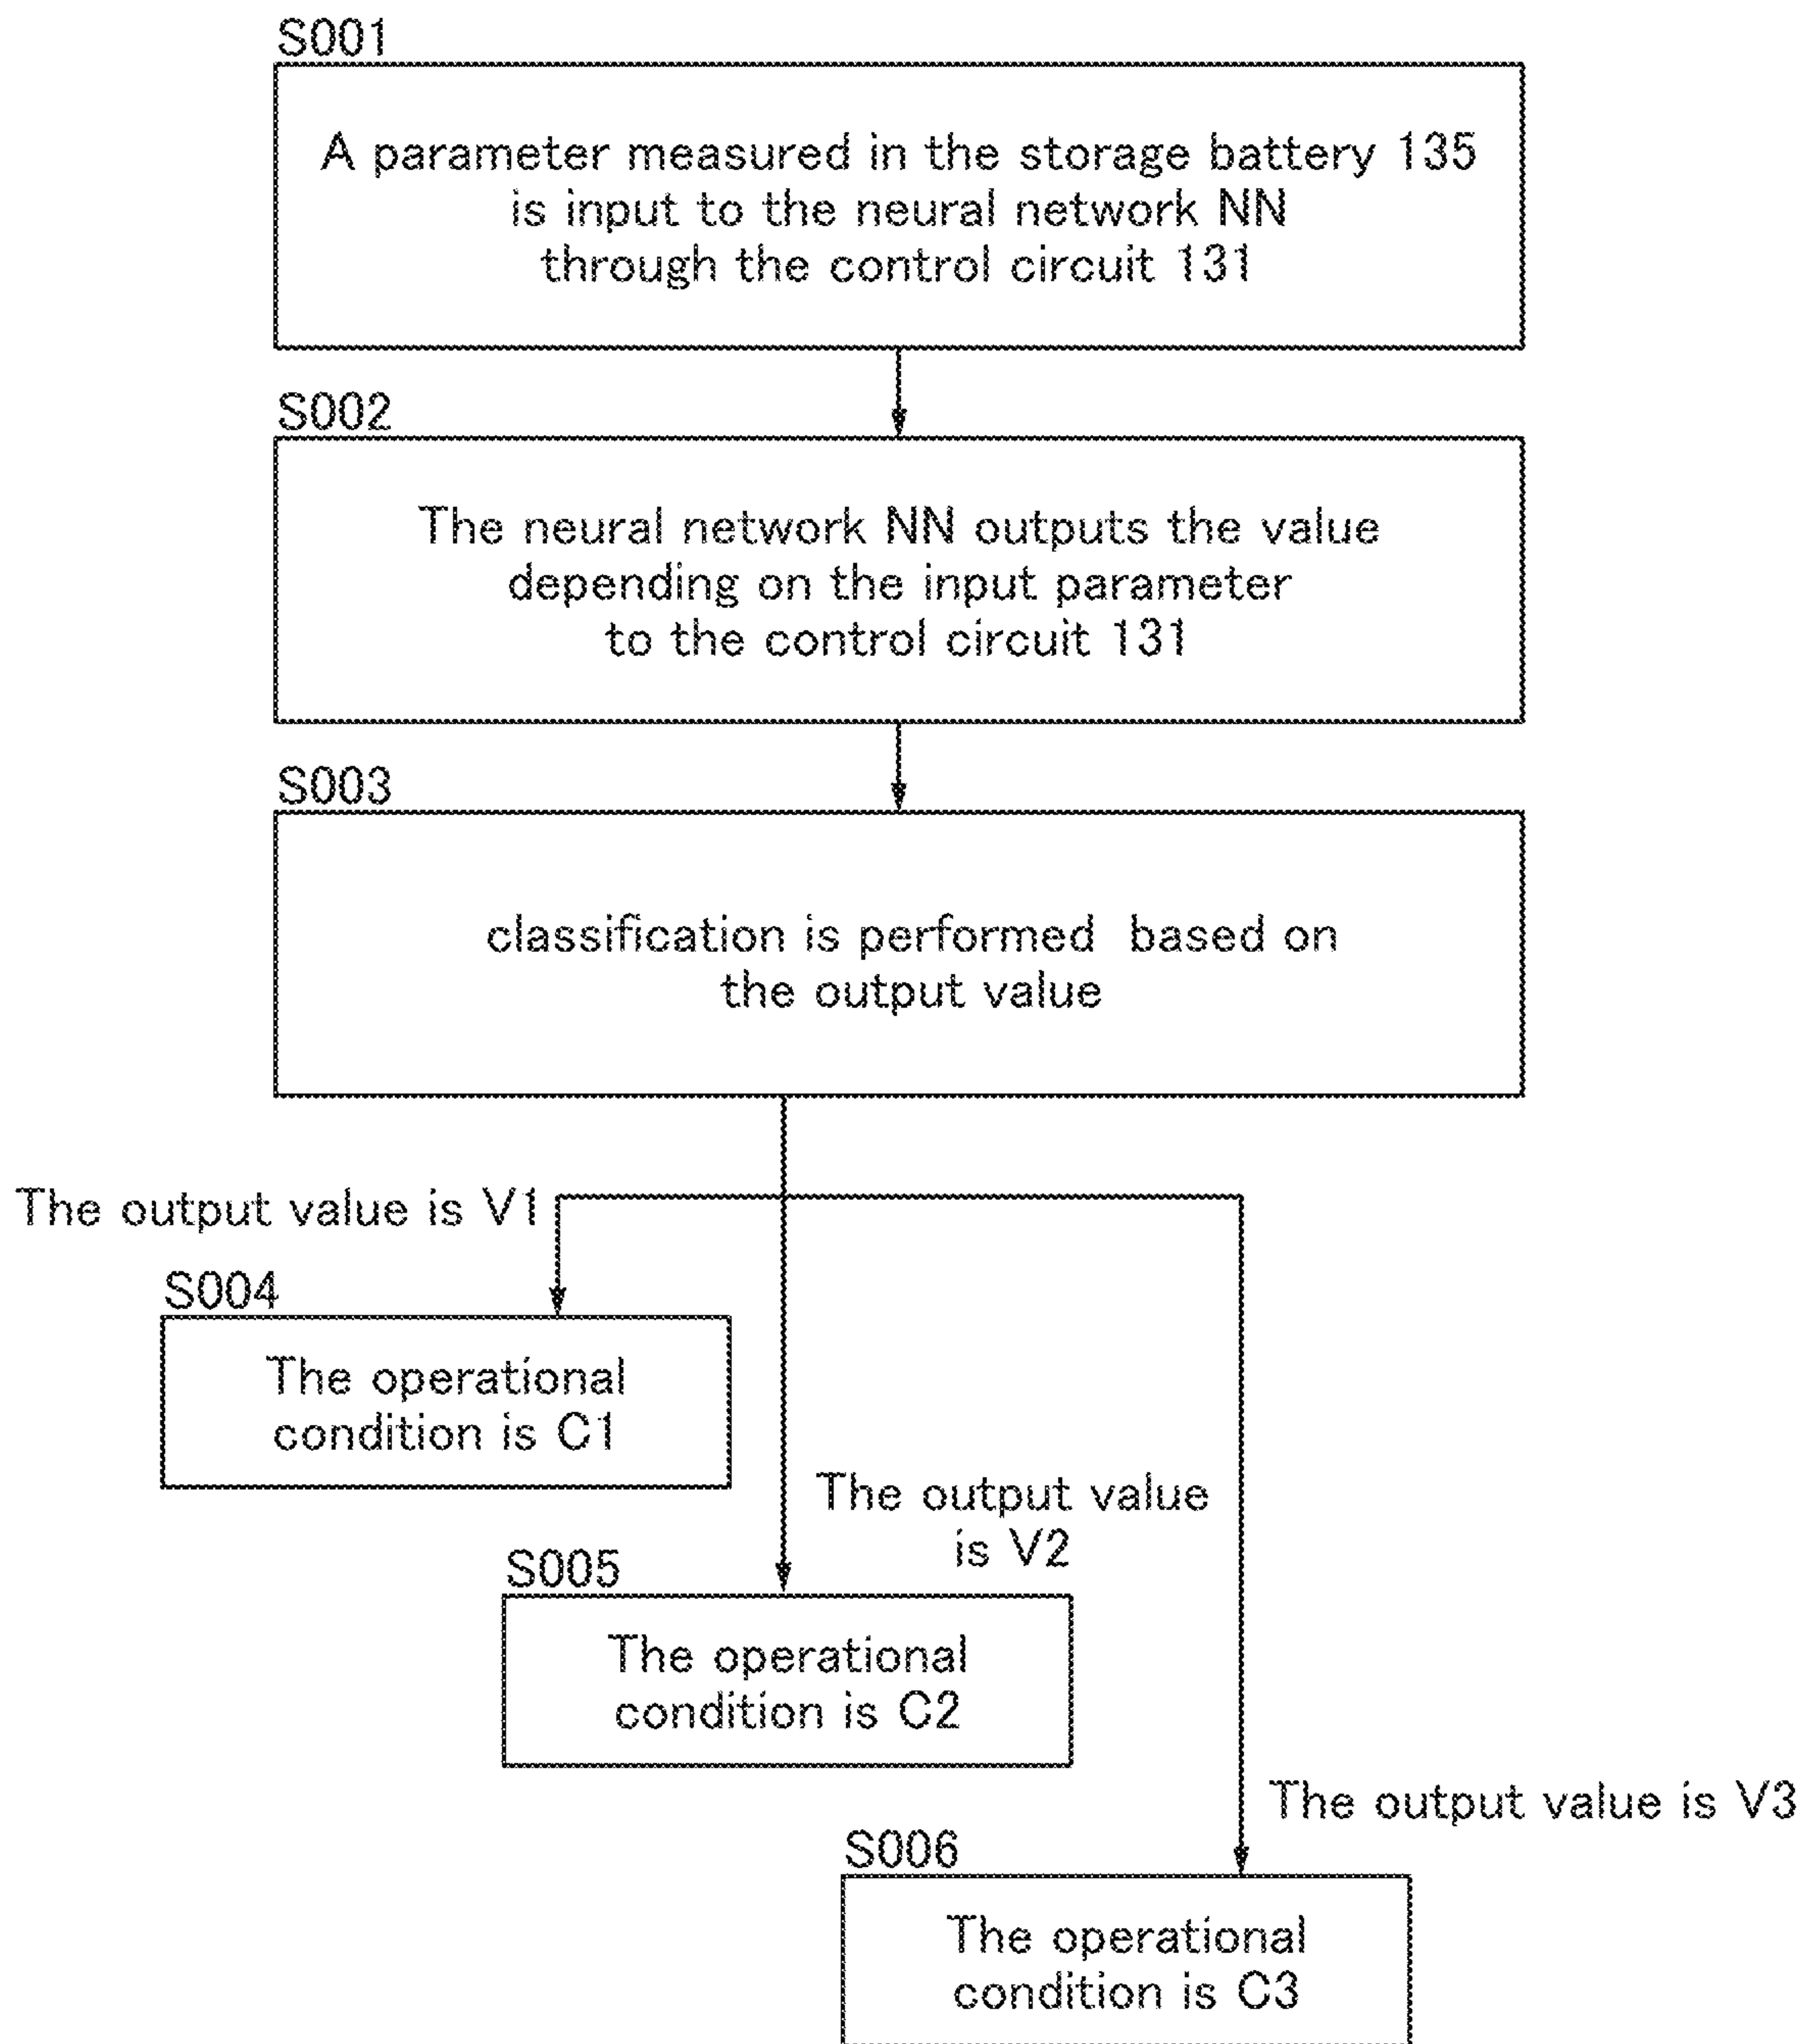 S001
A parameter measured in the storage battery 135
is input to the neural network NN
through the control circuit 131
S002
The neural network NN outputs the value
depending on the input parameter
to the control circuit 131
S003
classification is performed based on
the output value
The output value is V1
S004
The operational
condition is C1
The output value
is V2
S005
The operational
condition is C2
The output value is V3
S006
The operational
condition is C3